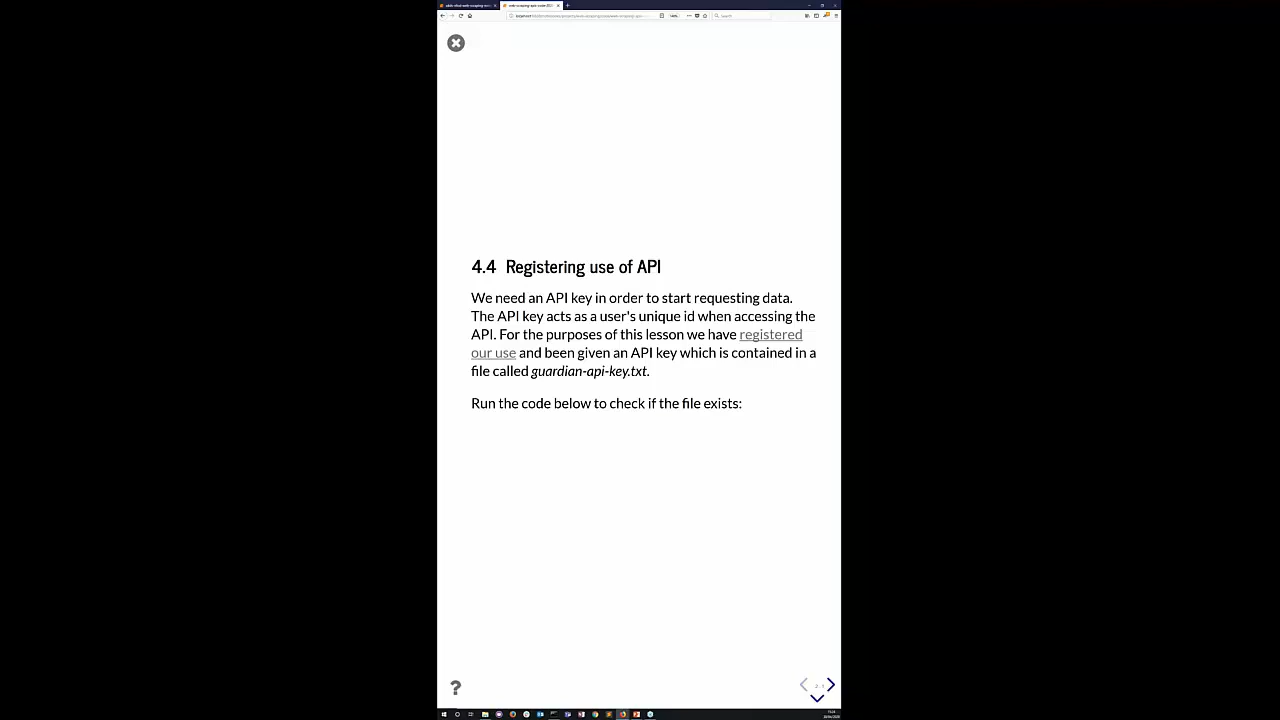 4.4 Registering use of API
We need an API key in order to start requesting data.
The API key acts as a user's unique id when accessing the
API. For the purposes of this lesson we have registered
our use and been given an API key which is contained in a
file called guardian-api-key.txt.
Run the code below to check if the file exists:
?